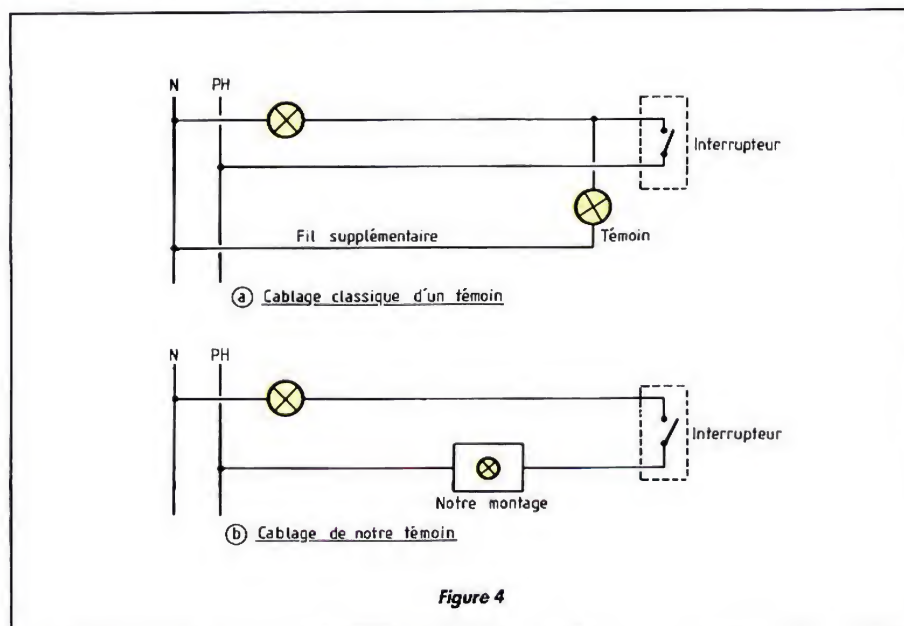 N PH
Interrupteur
Fil supplémentaire
Témoin
a Cablage classique d'un témoin
N PH
Interrupteur
Notre montage
b Cablage de notre témoin
Figure 4